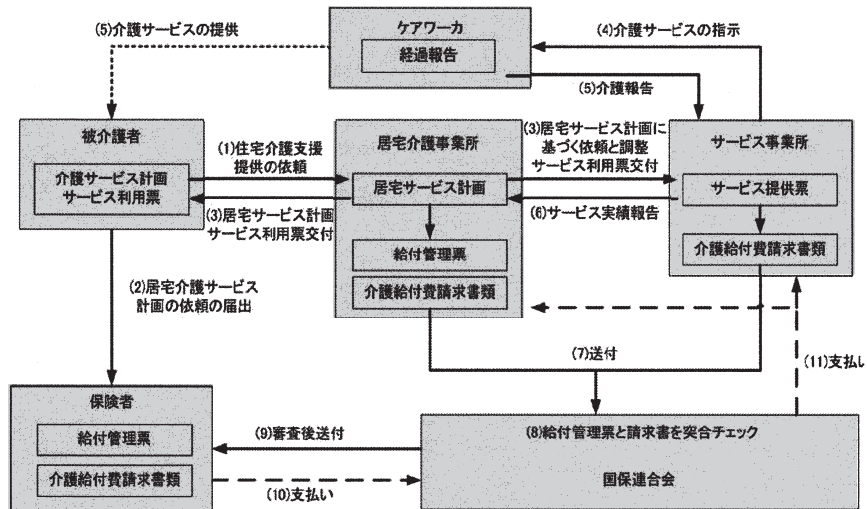 ケアワーカ
経過報告
(5)介護サービスの提供
(4)介護サービスの指示
(5)介護報告
被介護者
介護サービス計画
サービス利用票
(1)住宅介護支援
提供の依頼
(3)居宅サービス計画
サービス利用票交付
居宅介護事業所
居宅サービス計画
給付管理票
介護給付費請求書類
(3)居宅サービス計画に
基づく依頼と調整
サービス利用票交付
(6)サービス実績報告
サービス事業所
サービス提供票
介護給付費請求書類
(2)居宅介護サービス
計画の依頼の届出
(7)送付
(11)支払い
保険者
給付管理票
介護給付費請求書類
(9)審査後送付
(10)支払い
(8)給付管理票と請求書を突合チェック
国保連合会